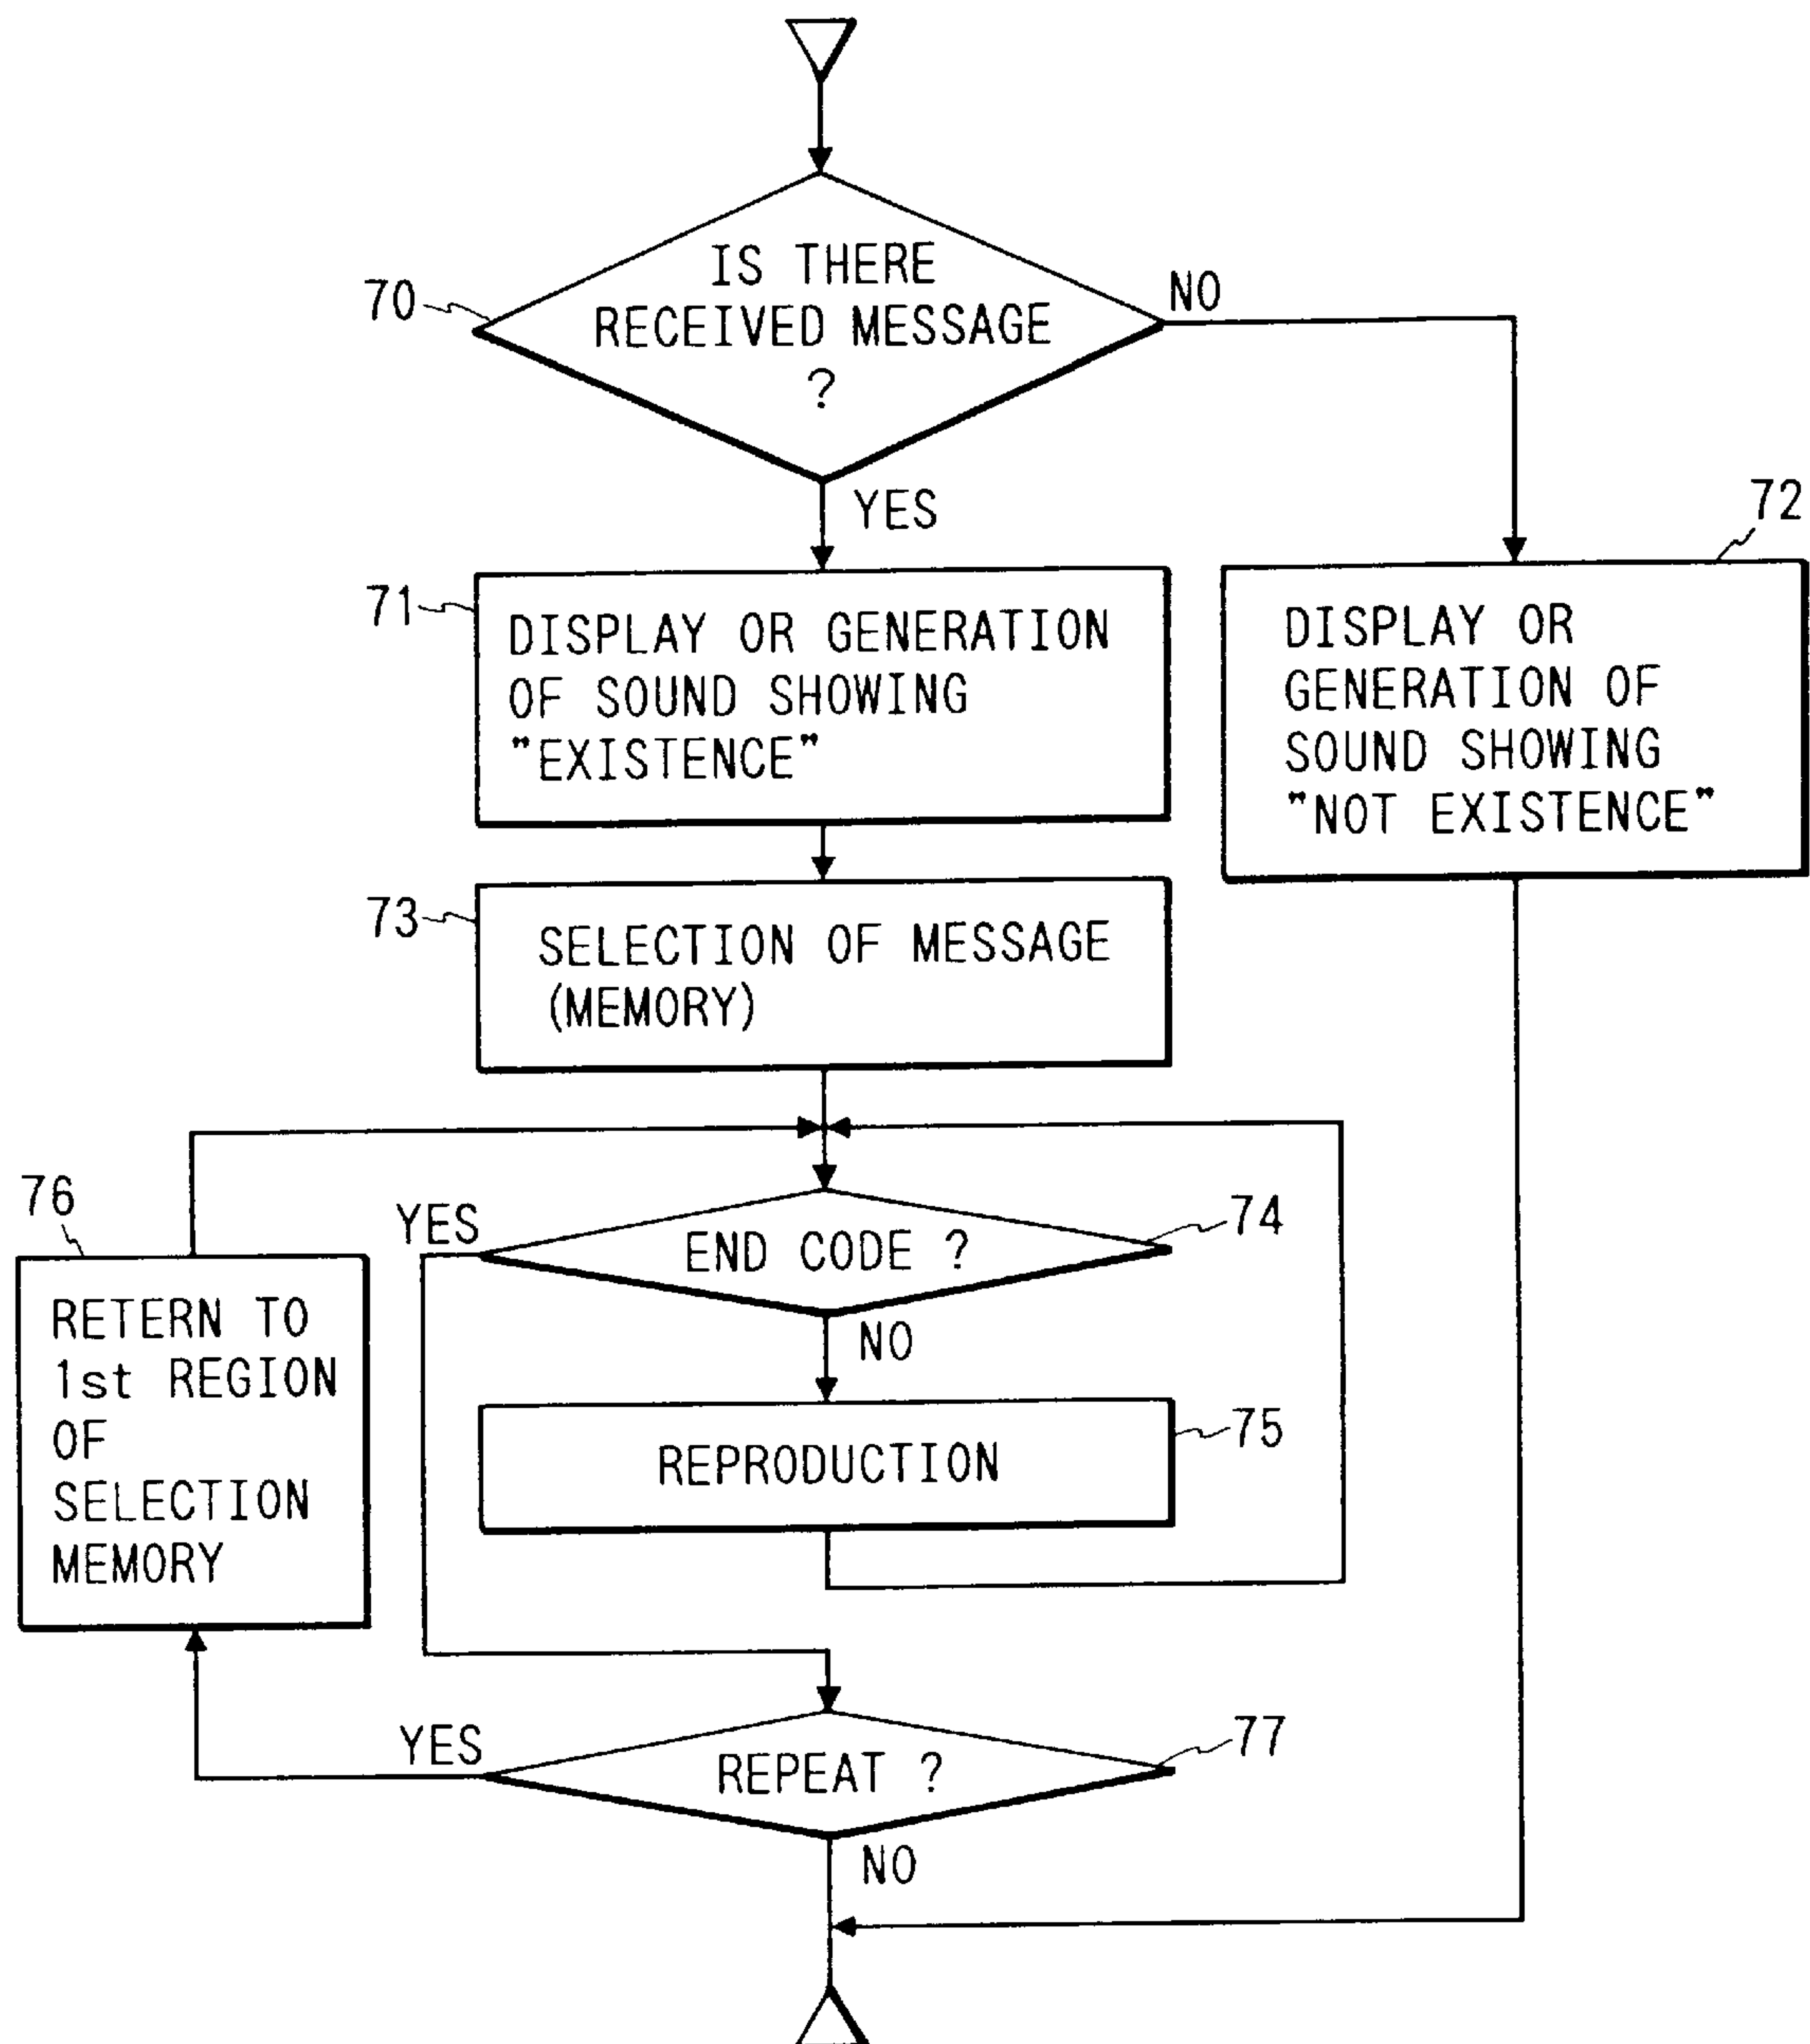 IS THERE
RECEIVED MESSAGE
?
70
NO
YES
72
71
DISPLAY OR GENERATION
OF SOUND SHOWING
"EXISTENCE"
DISPLAY OR
GENERATION OF
SOUND SHOWING
"NOT EXISTENCE"
73
SELECTION OF MESSAGE
(MEMORY)
76
YES
END CODE ?
74
NO
RETERN TO
1st REGION
OF
SELECTION
MEMORY
REPRODUCTION
75
YES
REPEAT ?
77
NO